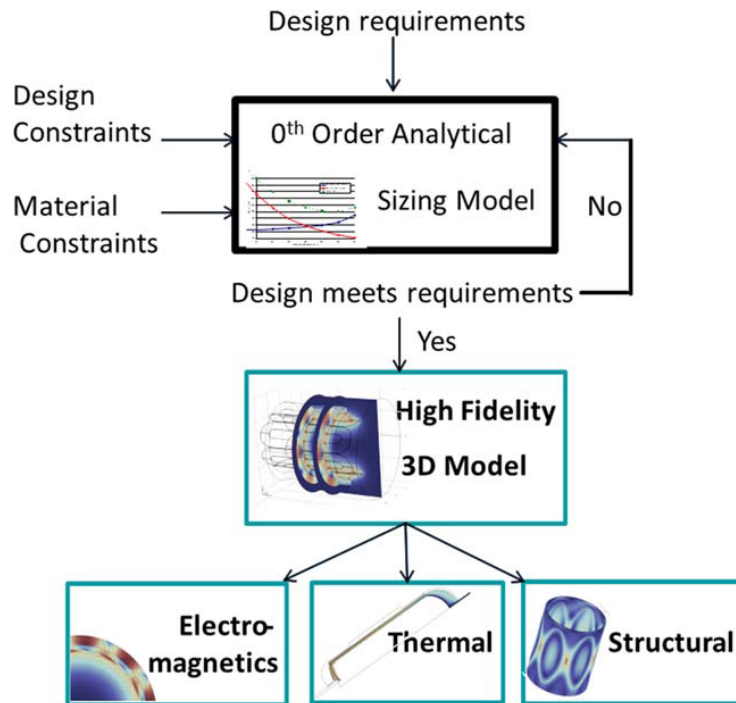 Design requirements
Design
Constraints
0th Order Analytical
Sizing Model
Material
Constraints
No
Design meets requirements
Yes
High Fidelity
3D Model
Electro-
magnetics
Thermal
Structural